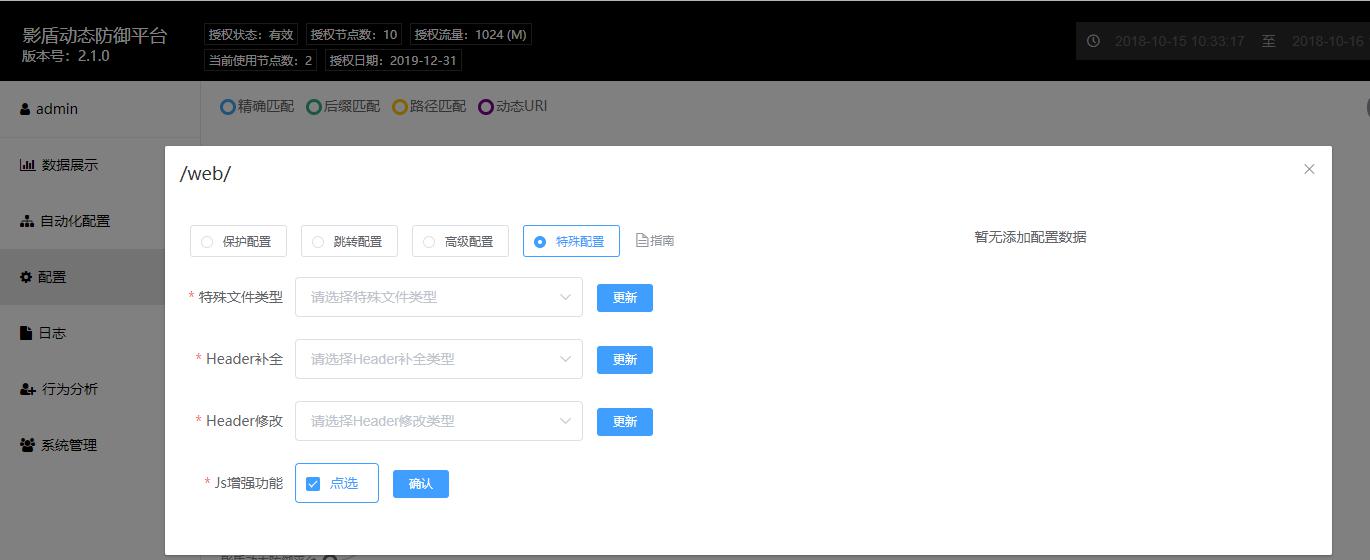 影盾动态防御平台
版本号：2.1.0
授权状态：有效 授权节点数：10 授权流量：1024 (M)
当前使用节点数：2 授权日期：2019-12-31
2018-10-15 10:33:17 至 2018-10-16
admin
精确匹配 后缀匹配 路径匹配 动态URI
数据展示
自动化配置
配置
日志
行为分析
系统管理
/web/
保护配置 跳转配置 高级配置 特殊配置 指南
暂无添加配置数据
* 特殊文件类型 请选择特殊文件类型 更新
* Header补全 请选择Header补全类型 更新
* Header修改 请选择Header修改类型 更新
* Js增强功能 点选 确认